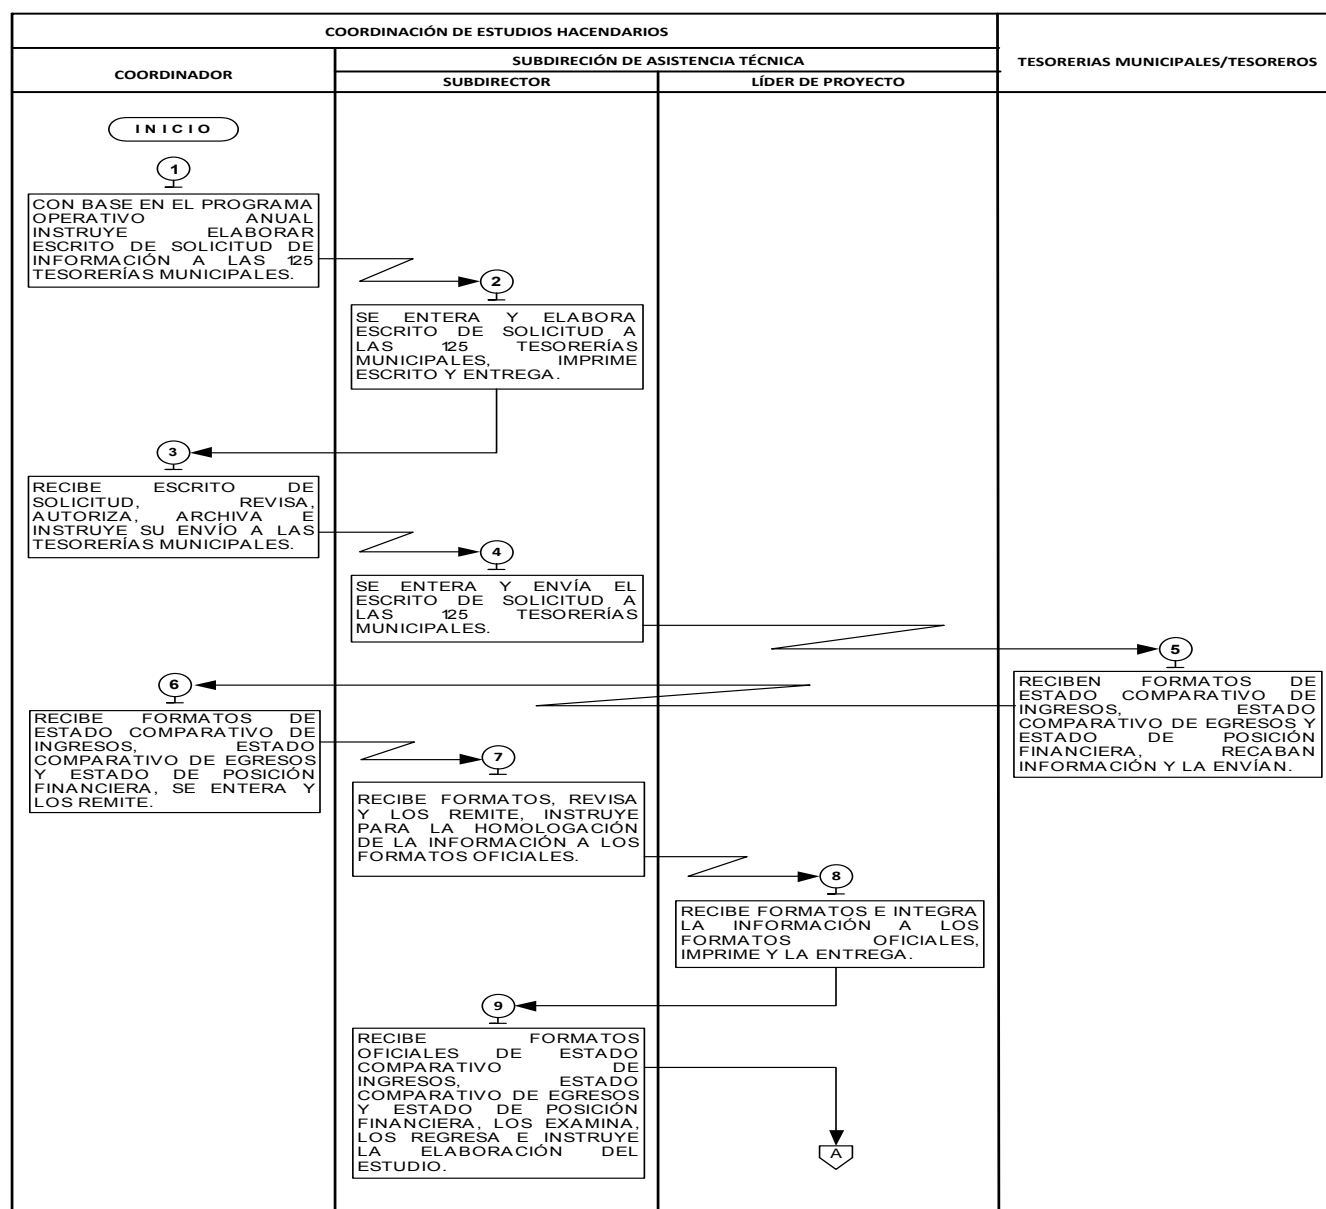 COORDINACIÓN DE ESTUDIOS HACENDARIOS
TESORERIAS MUNICIPALES/TESOREROS
COORDINADOR
SUBDIRECIÓN DE ASISTENCIA TÉCNICA
SUBDIRECTOR
LÍDER DE PROYECTO
INICIO
1
CON BASE EN EL PROGRAMA
OPERATIVO ANUAL
INSTRUYE ELABORAR
ESCRITO DE SOLICITUD DE
INFORMACIÓN A LAS 125
TESORERÍAS MUNICIPALES.
2
SE ENTERA Y ELABORA
ESCRITO DE SOLICITUD A
LAS 125 TESORERÍAS
MUNICIPALES, IMPRIME
ESCRITO Y ENTREGA.
3
RECIBE ESCRITO DE
SOLICITUD, REVISA,
AUTORIZA, ARCHIVA E
INSTRUYE SU ENVÍO A LAS
TESORERÍAS MUNICIPALES.
4
SE ENTERA Y ENVÍA EL
ESCRITO DE SOLICITUD A
LAS 125 TESORERÍAS
MUNICIPALES.
5
RECIBEN FORMATOS DE
ESTADO COMPARATIVO DE
INGRESOS, ESTADO
COMPARATIVO DE EGRESOS Y
ESTADO DE POSICIÓN
FINANCIERA, RECABAN
INFORMACIÓN Y LA ENVÍAN.
6
RECIBE FORMATOS DE
ESTADO COMPARATIVO DE
INGRESOS, ESTADO
COMPARATIVO DE EGRESOS
Y ESTADO DE POSICIÓN
FINANCIERA, SE ENTERA Y
LOS REMITE.
7
RECIBE FORMATOS, REVISA
Y LOS REMITE, INSTRUYE
PARA LA HOMOLOGACIÓN
DE LA INFORMACIÓN A LOS
FORMATOS OFICIALES.
8
RECIBE FORMATOS E INTEGRA
LA INFORMACIÓN A LOS
FORMATOS OFICIALES,
IMPRIME Y LA ENTREGA.
9
RECIBE FORMATOS
OFICIALES DE ESTADO
COMPARATIVO DE
INGRESOS, ESTADO
COMPARATIVO DE EGRESOS
Y ESTADO DE POSICIÓN
FINANCIERA, LOS EXAMINA,
LOS REGRESA E INSTRUYE
LA ELABORACIÓN DEL
ESTUDIO.
A